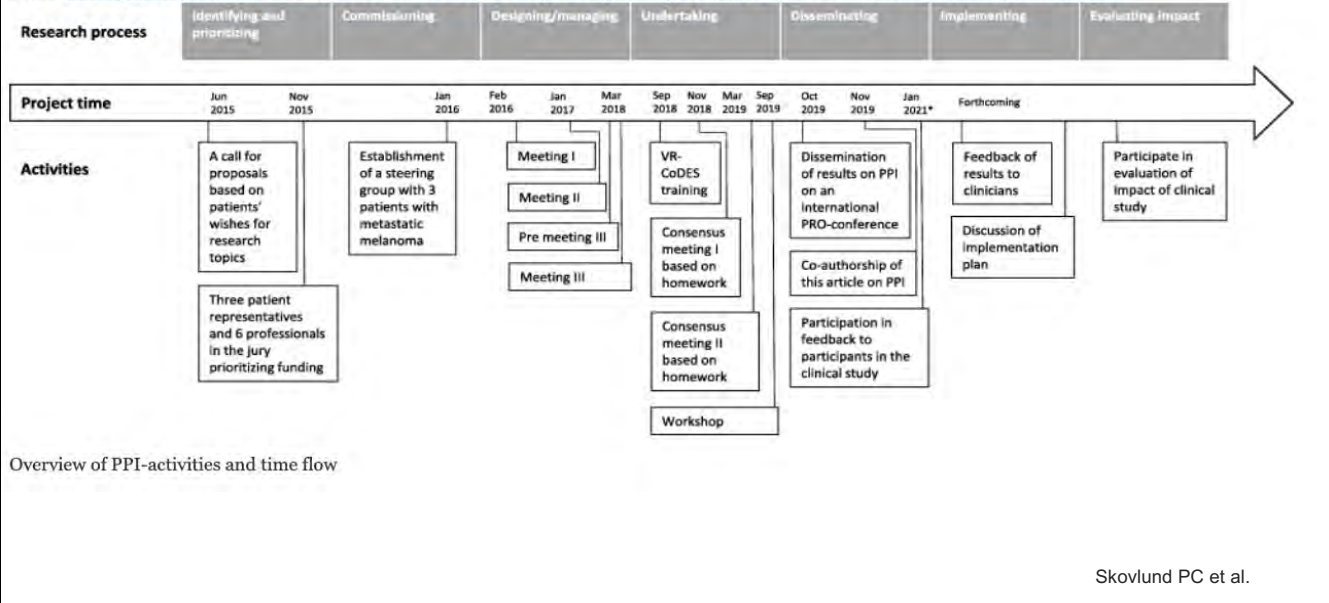 Research process
Identifying and
prioritizing
Commissioning
Designing/managing
Undertaking
Disseminating
Implementing
Evaluating impact
Project time
Jun
2015
Nov
2015
Jan
2016
Feb
2016
Jan
2017
Mar
2018
Sep
2018
Nov
2018
Mar
2019
Sep
2019
Oct
2019
Nov
2019
Jan
2021*
Forthcoming
Activities
A call for
proposals
based on
patients'
wishes for
research
topics
Three patient
representatives
and 6 professionals
in the jury
prioritizing funding
Establishment
of a steering
group with 3
patients with
metastatic
melanoma
Meeting I
Meeting II
Pre meeting III
Meeting III
VR-
CoDES
training
Consensus
meeting I
based on
homework
Consensus
meeting II
based on
homework
Workshop
Dissemination
of results on PPI
on an
international
PRO-conference
Co-authorship of
this article on PPI
Participation in
feedback to
participants in the
clinical study
Feedback of
results to
clinicians
Discussion of
implementation
plan
Participate in
evaluation of
impact of clinical
study
Overview of PPI-activities and time flow
Skovlund PC et al.